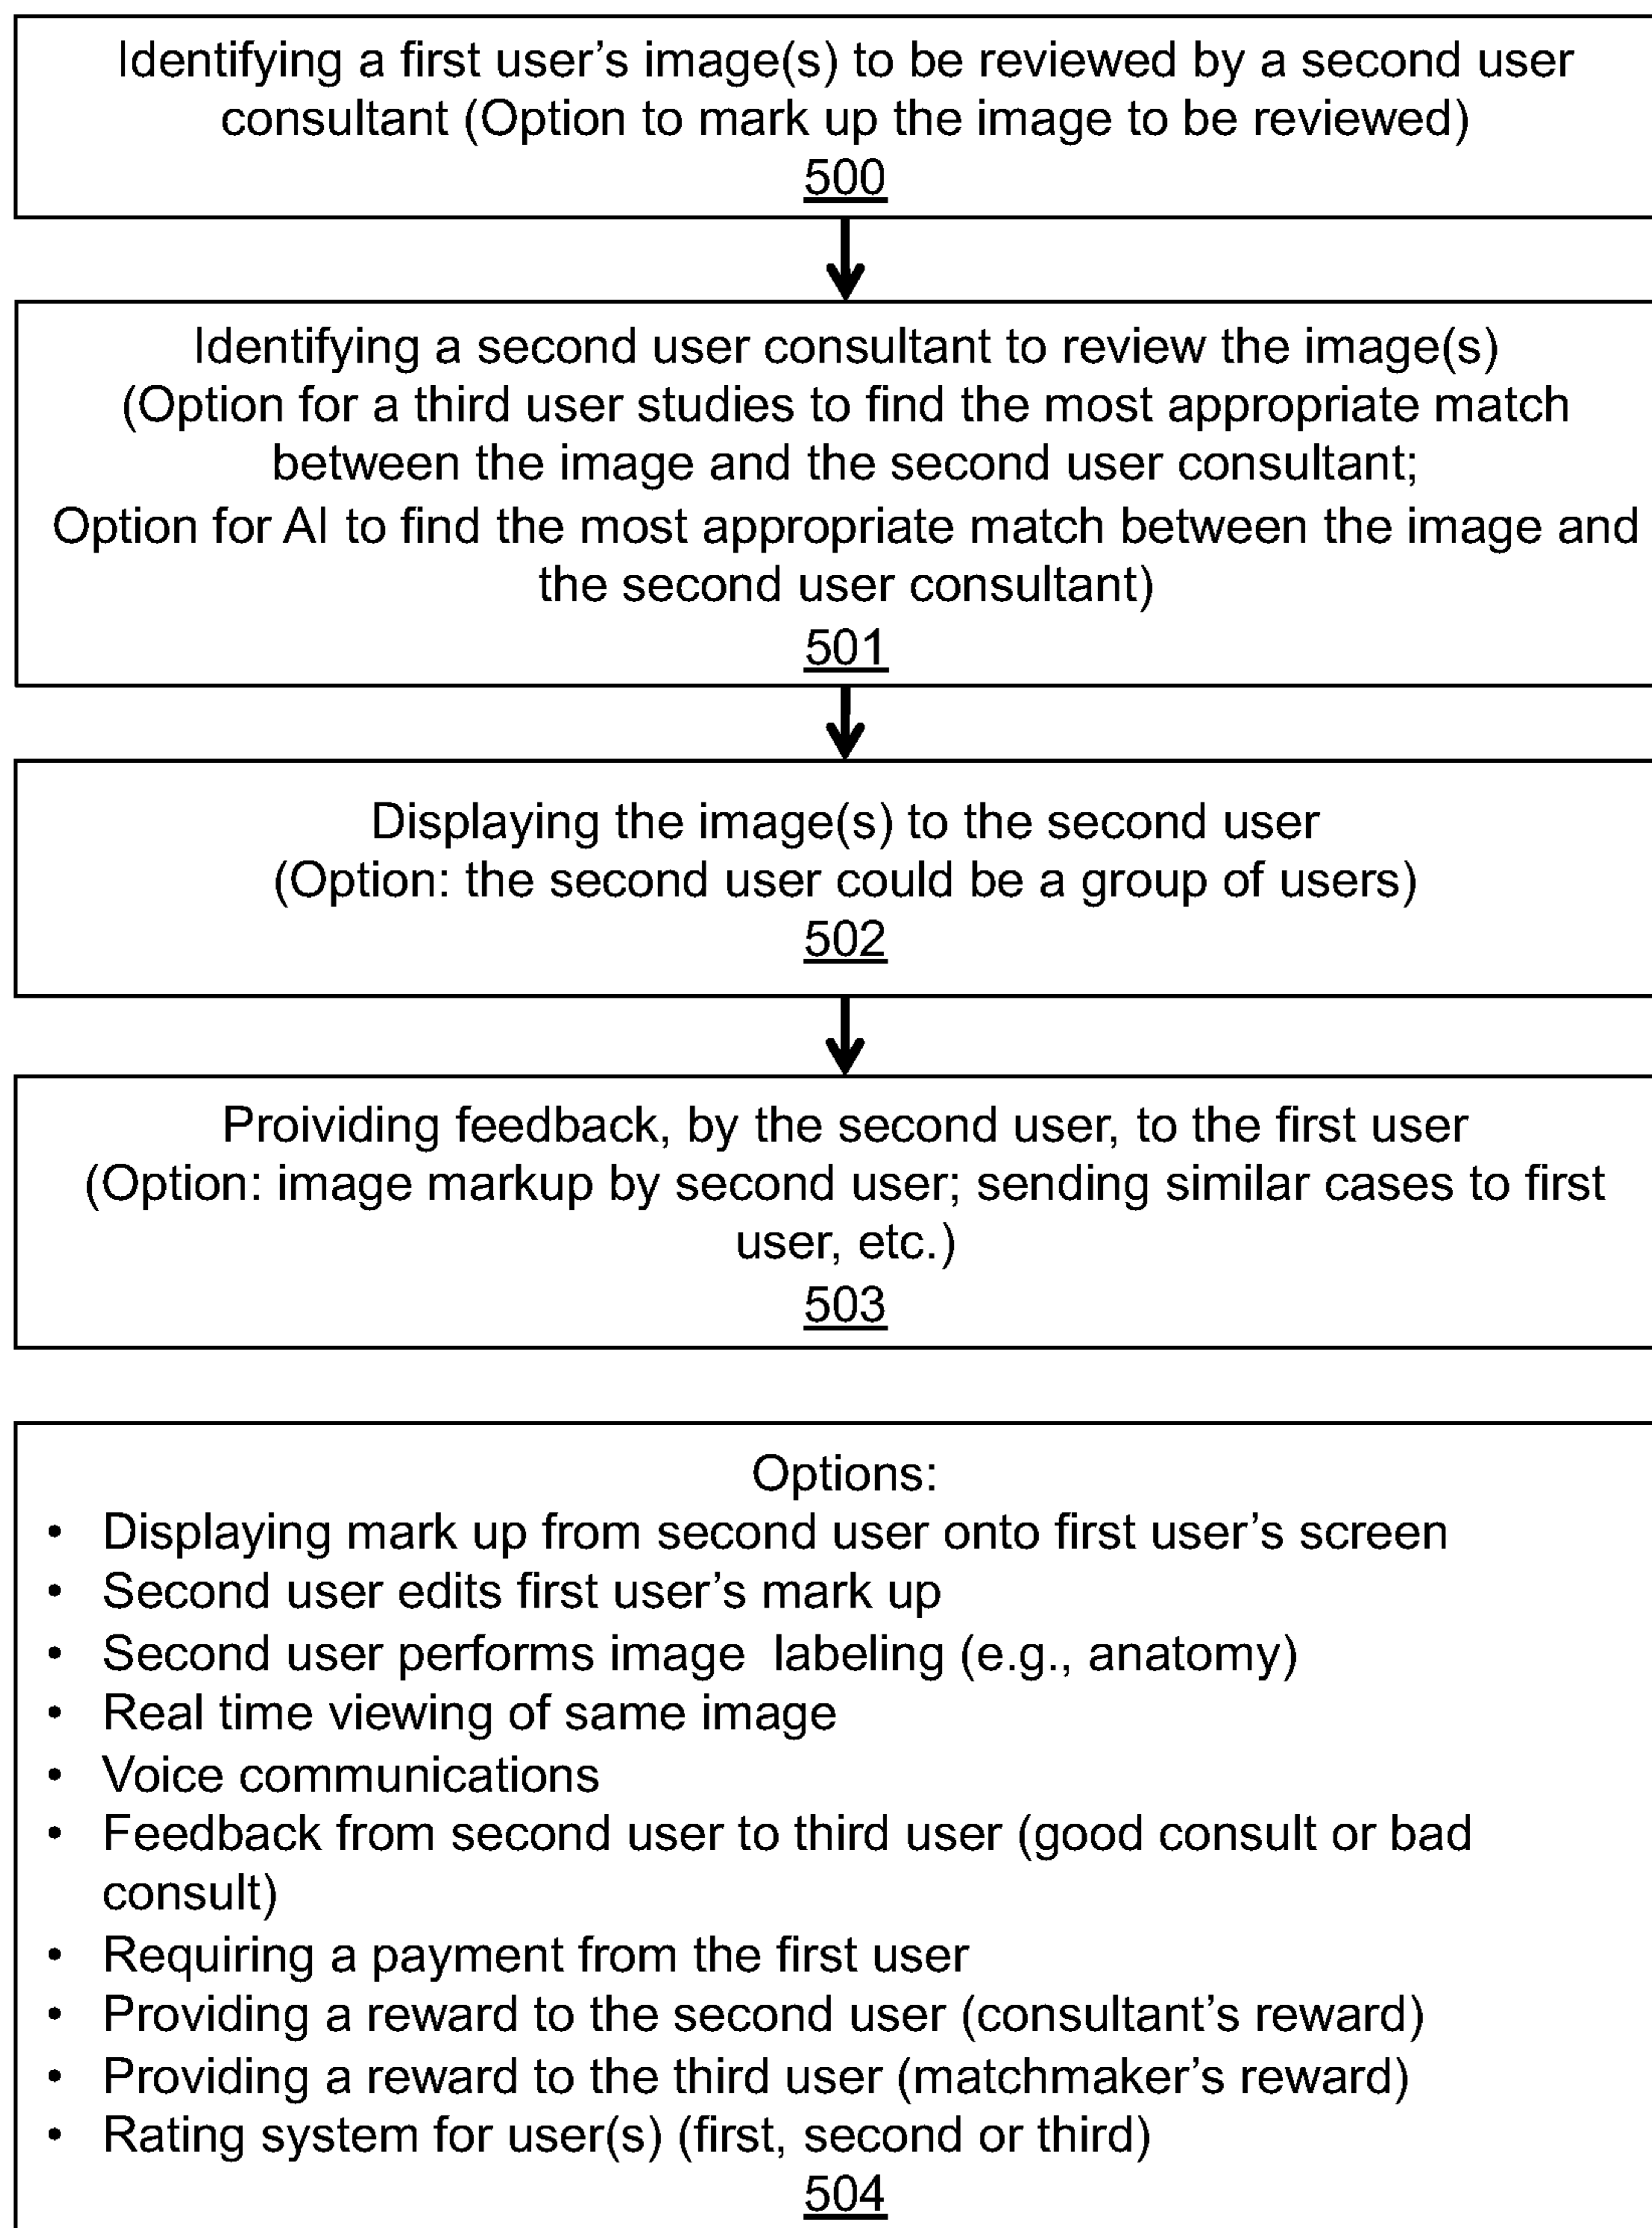 Identifying a first user’s image(s) to be reviewed by a second user
consultant (Option to mark up the image to be reviewed)
500
Identifying a second user consultant to review the image(s)
(Option for a third user studies to find the most appropriate match
between the image and the second user consultant;
Option for AI to find the most appropriate match between the image and
the second user consultant)
501
Displaying the image(s) to the second user
(Option: the second user could be a group of users)
502
Proividing feedback, by the second user, to the first user
(Option: image markup by second user; sending similar cases to first
user, etc.)
503
Options:
• Displaying mark up from second user onto first user’s screen
• Second user edits first user’s mark up
• Second user performs image  labeling (e.g., anatomy)
• Real time viewing of same image
• Voice communications
• Feedback from second user to third user (good consult or bad
consult)
• Requiring a payment from the first user
• Providing a reward to the second user (consultant’s reward)
• Providing a reward to the third user (matchmaker’s reward)
• Rating system for user(s) (first, second or third)
504